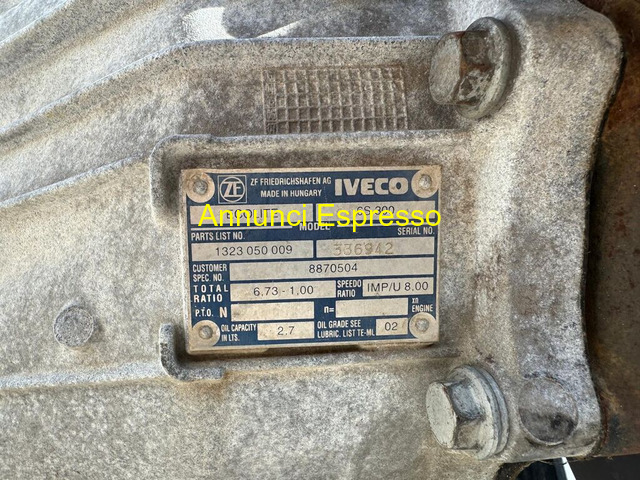 ZF ZF FRIEDRICHSHAFEN AG IVECO
MADE IN HUNGARY
Annunci Espresso
MODEL
PARTS LIST NO. SERIAL NO.
1323 050 009 336942
CUSTOMER SPEC. NO. 8870504
TOTAL RATIO 6.73 - 1,00 SPEEDO RATIO IMP/U 8.00
P.T.O. N n= xn ENGINE
OIL CAPACITY IN LTS. 2.7 OIL GRADE SEE LUBRIC. LIST TE-ML 02